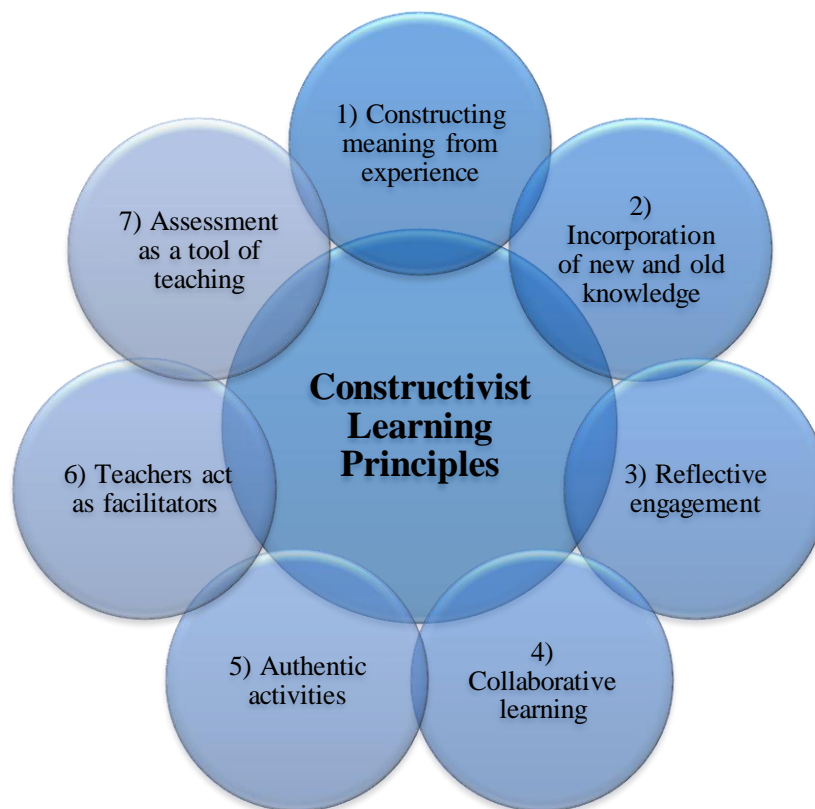 1) Constructing
meaning from
experience
2)
Incorporation
of new and old
knowledge
3) Reflective
engagement
4)
Collaborative
learning
5) Authentic
activities
6) Teachers act
as facilitators
7) Assessment
as a tool of
teaching
Constructivist
Learning
Principles